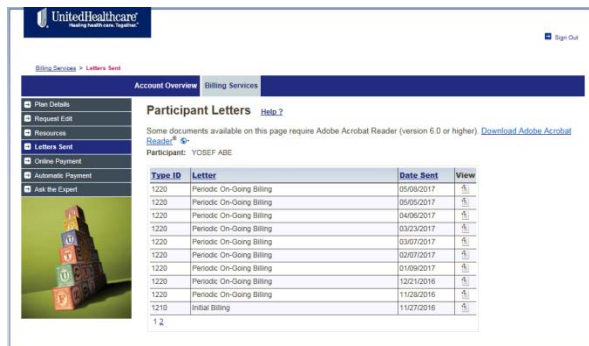 UnitedHealthcare®
Healing health care. Together.℠
Sign Out
Billing Services > Letters Sent
Account Overview Billing Services
Plan Details
Request Edit
Resources
Letters Sent
Online Payment
Automatic Payment
Ask the Expert
Participant Letters Help ?
Some documents available on this page require Adobe Acrobat Reader (version 6.0 or higher). Download Adobe Acrobat
Reader®
Participant: YOSEF ABE
Type ID Letter Date Sent View
1220 Periodic On-Going Billing 05/08/2017
1220 Periodic On-Going Billing 05/05/2017
1220 Periodic On-Going Billing 04/06/2017
1220 Periodic On-Going Billing 03/23/2017
1220 Periodic On-Going Billing 03/07/2017
1220 Periodic On-Going Billing 02/07/2017
1220 Periodic On-Going Billing 01/09/2017
1220 Periodic On-Going Billing 12/21/2016
1220 Periodic On-Going Billing 11/28/2016
1210 Initial Billing 11/27/2016
1 2